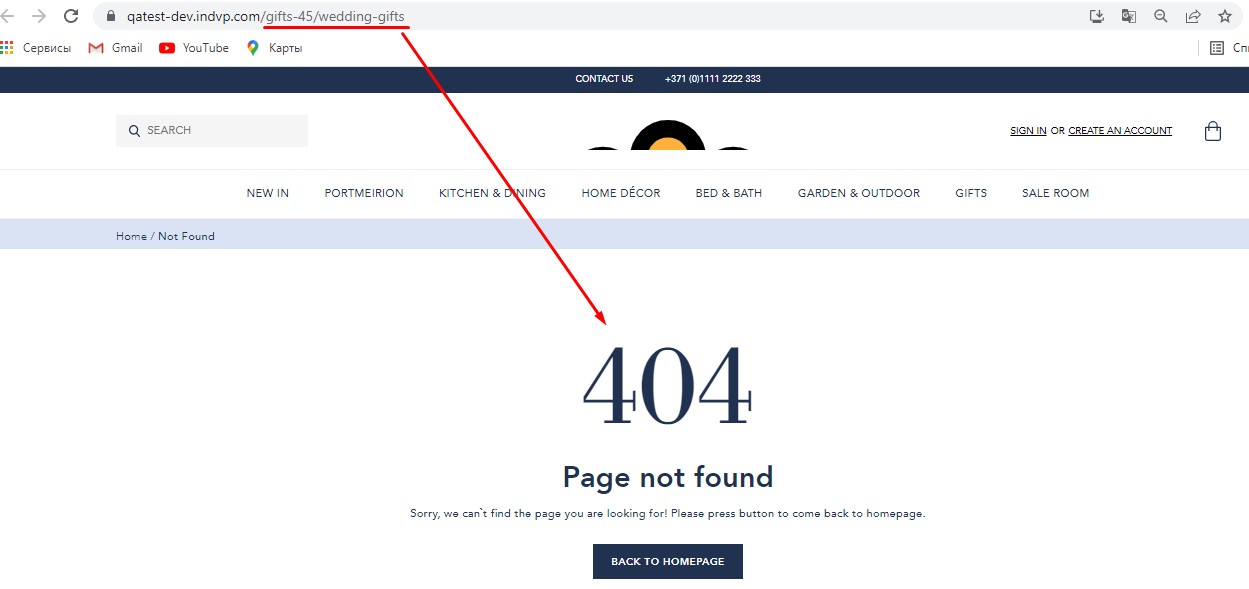 qatest-dev.indvp.com/gifts-45/wedding-gifts
Сервисы Gmail YouTube Карты
CONTACT US +371 (0)1111 2222 333
SEARCH
SIGN IN OR CREATE AN ACCOUNT
NEW IN PORTMEIRION KITCHEN & DINING HOME DÉCOR BED & BATH GARDEN & OUTDOOR GIFTS SALE ROOM
Home / Not Found
404
Page not found
Sorry, we can`t find the page you are looking for! Please press button to come back to homepage.
BACK TO HOMEPAGE